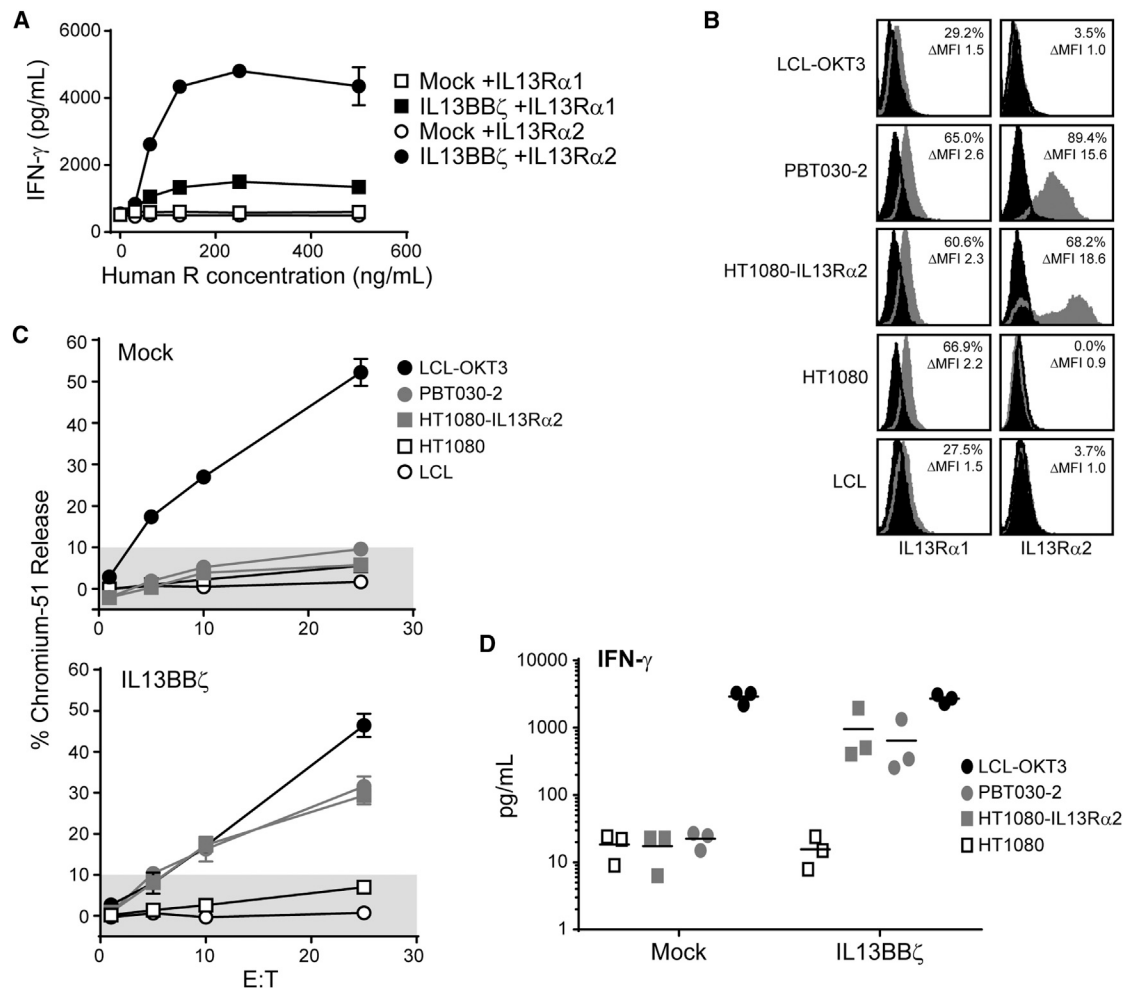 A
6000
4000
2000
0
IFN-γ (pg/mL)
0
200
400
600
Human R concentration (ng/mL)
Mock +IL13Rα1
IL13BBζ +IL13Rα1
Mock +IL13Rα2
IL13BBζ +IL13Rα2
B
LCL-OKT3
29.2%
ΔMFI 1.5
3.5%
ΔMFI 1.0
PBT030-2
65.0%
ΔMFI 2.6
89.4%
ΔMFI 15.6
HT1080-IL13Rα2
60.6%
ΔMFI 2.3
68.2%
ΔMFI 18.6
HT1080
66.9%
ΔMFI 2.2
0.0%
ΔMFI 0.9
LCL
27.5%
ΔMFI 1.5
3.7%
ΔMFI 1.0
IL13Rα1
IL13Rα2
C
Mock
60
50
40
30
20
10
0
0
10
20
30
LCL-OKT3
PBT030-2
HT1080-IL13Rα2
HT1080
LCL
% Chromium-51 Release
IL13BBζ
60
50
40
30
20
10
0
0
10
20
30
E:T
D
IFN-γ
10000
1000
100
10
1
pg/mL
Mock
IL13BBζ
LCL-OKT3
PBT030-2
HT1080-IL13Rα2
HT1080